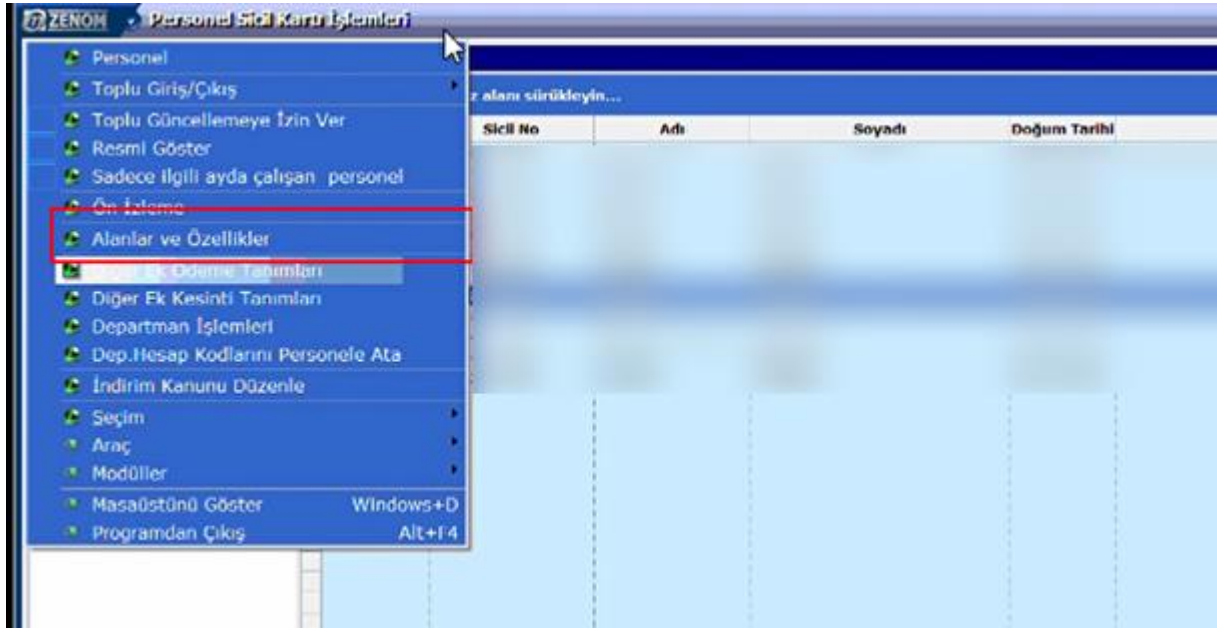 ZENOM Personel Sicil Kartı İşlemleri
Personel
Toplu Giriş/Çıkış
z alanı sürükleyin...
Toplu Güncellemeye İzin Ver
Sicil No Adı Soyadı Doğum Tarihi
Resmi Göster
Sadece ilgili ayda çalışan personel
Ön İzleme
Alanlar ve Özellikler
Ek Ödeme Tanımları
Diğer Ek Kesinti Tanımları
Departman İşlemleri
Dep.Hesap Kodlarını Personele Ata
İndirim Kanunu Düzenle
Seçim
Araç
Modüller
Masaüstünü Göster Windows+D
Programdan Çıkış Alt+F4